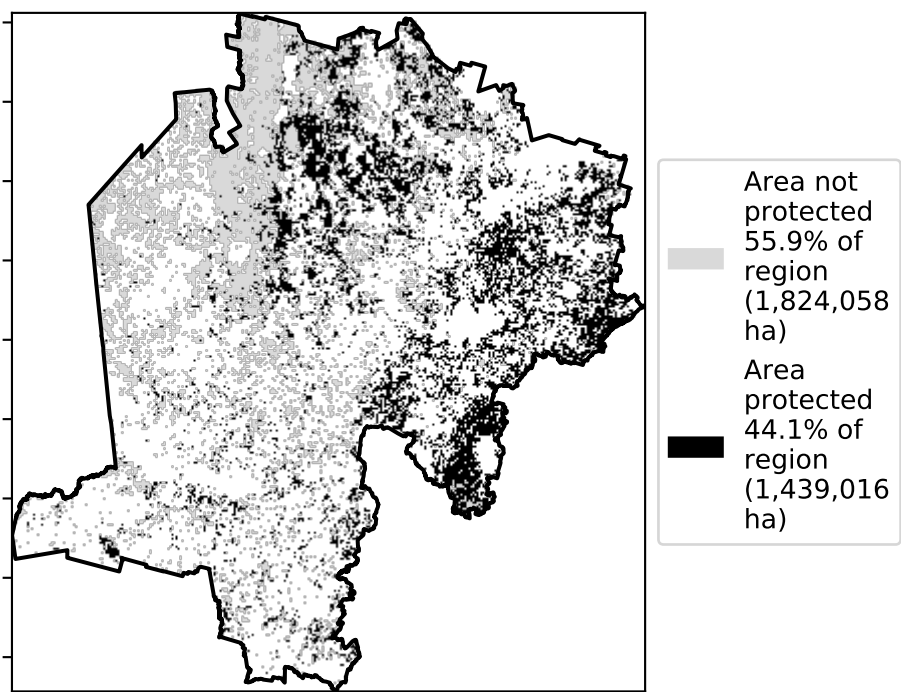 Area not
protected
55.9% of
region
(1,824,058
ha)
Area
protected
44.1% of
region
(1,439,016
ha)